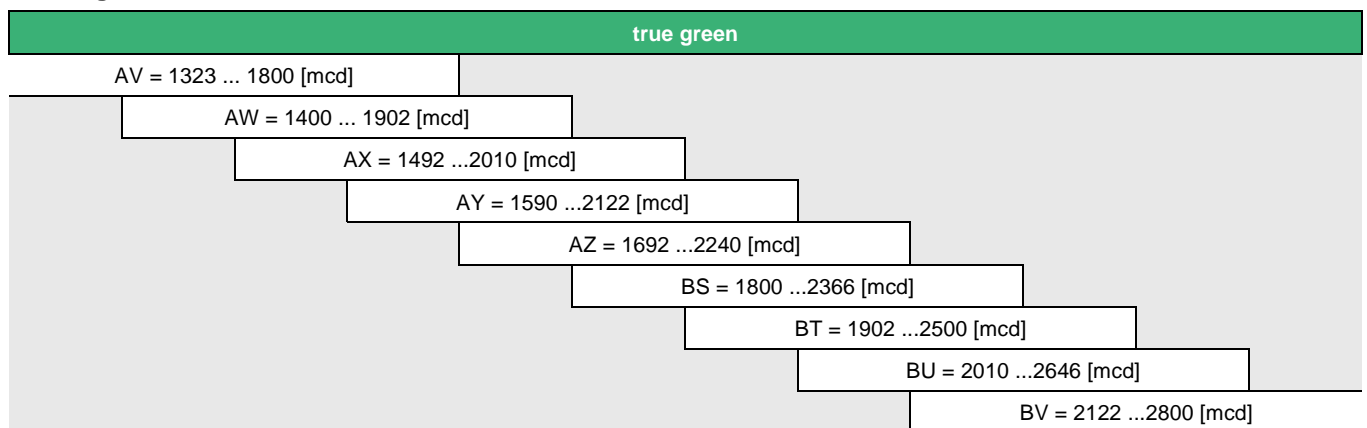 true green
AV = 1323 ... 1800 [mcd]
AW = 1400 ... 1902 [mcd]
AX = 1492 ...2010 [mcd]
AY = 1590 ...2122 [mcd]
AZ = 1692 ...2240 [mcd]
BS = 1800 ...2366 [mcd]
BT = 1902 ...2500 [mcd]
BU = 2010 ...2646 [mcd]
BV = 2122 ...2800 [mcd]